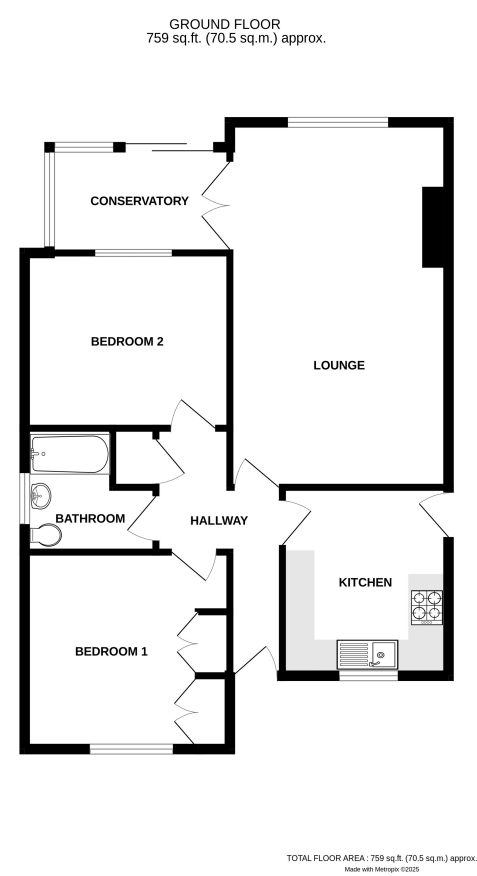 GROUND FLOOR
759 sq.ft. (70.5 sq.m.) approx.
CONSERVATORY
BEDROOM 2
LOUNGE
BATHROOM
HALLWAY
KITCHEN
BEDROOM 1
TOTAL FLOOR AREA : 759 sq.ft. (70.5 sq.m.) approx.
Made with Metropix ©2025